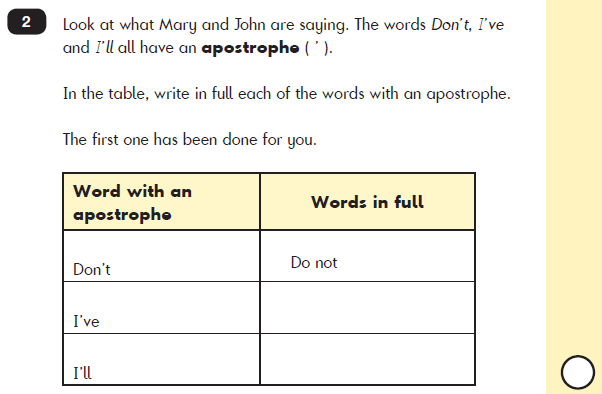 2
Look at what Mary and John are saying. The words Don't, I've
and I'll all have an apostrophe ( ' ).
In the table, write in full each of the words with an apostrophe.
The first one has been done for you.
Word with an
apostrophe
Words in full
Don't
Do not
I've
I'll